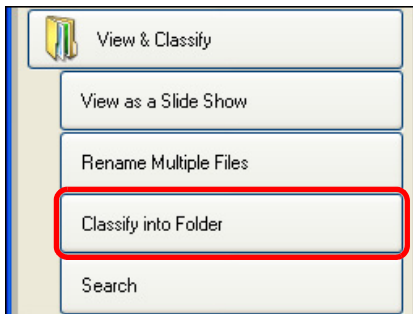 View & Classify
View as a Slide Show
Rename Multiple Files
Classify into Folder
Search